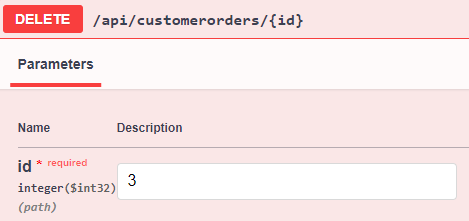 DELETE /api/customerorders/{id}
Parameters
Name Description
id * required 3
integer($int32)
(path)